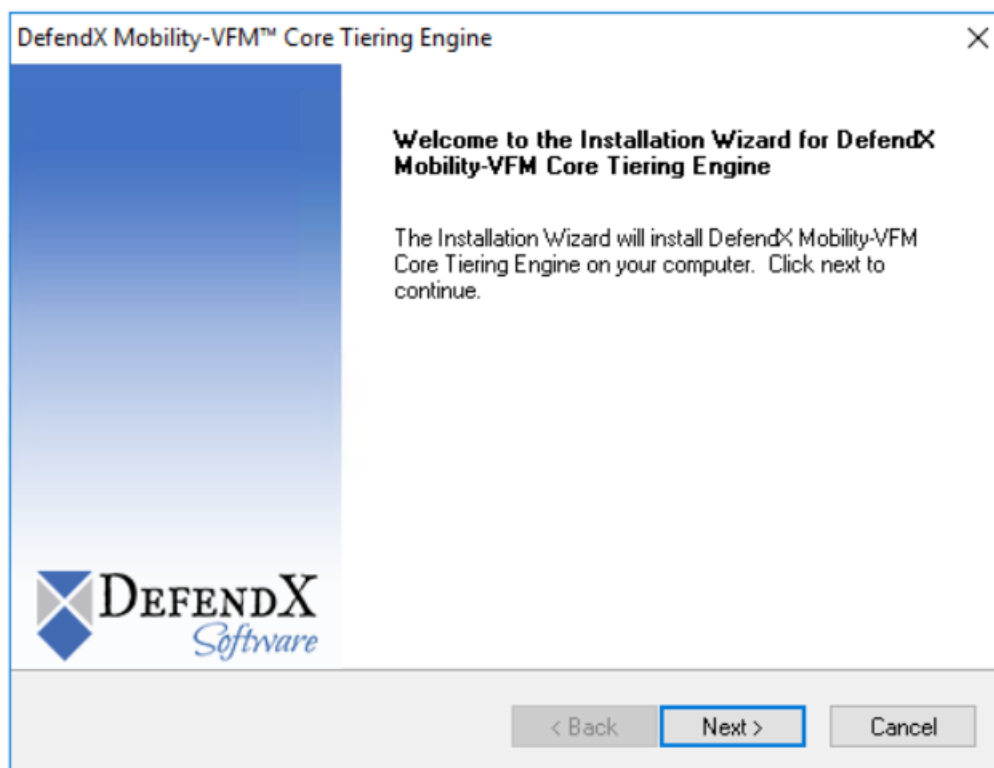 DefendX Mobility-VFM™ Core Tiering Engine
Welcome to the Installation Wizard for DefendX
Mobility-VFM Core Tiering Engine
The Installation Wizard will install DefendX Mobility-VFM
Core Tiering Engine on your computer.  Click next to
continue.
DEFENDX
Software
< Back
Next >
Cancel